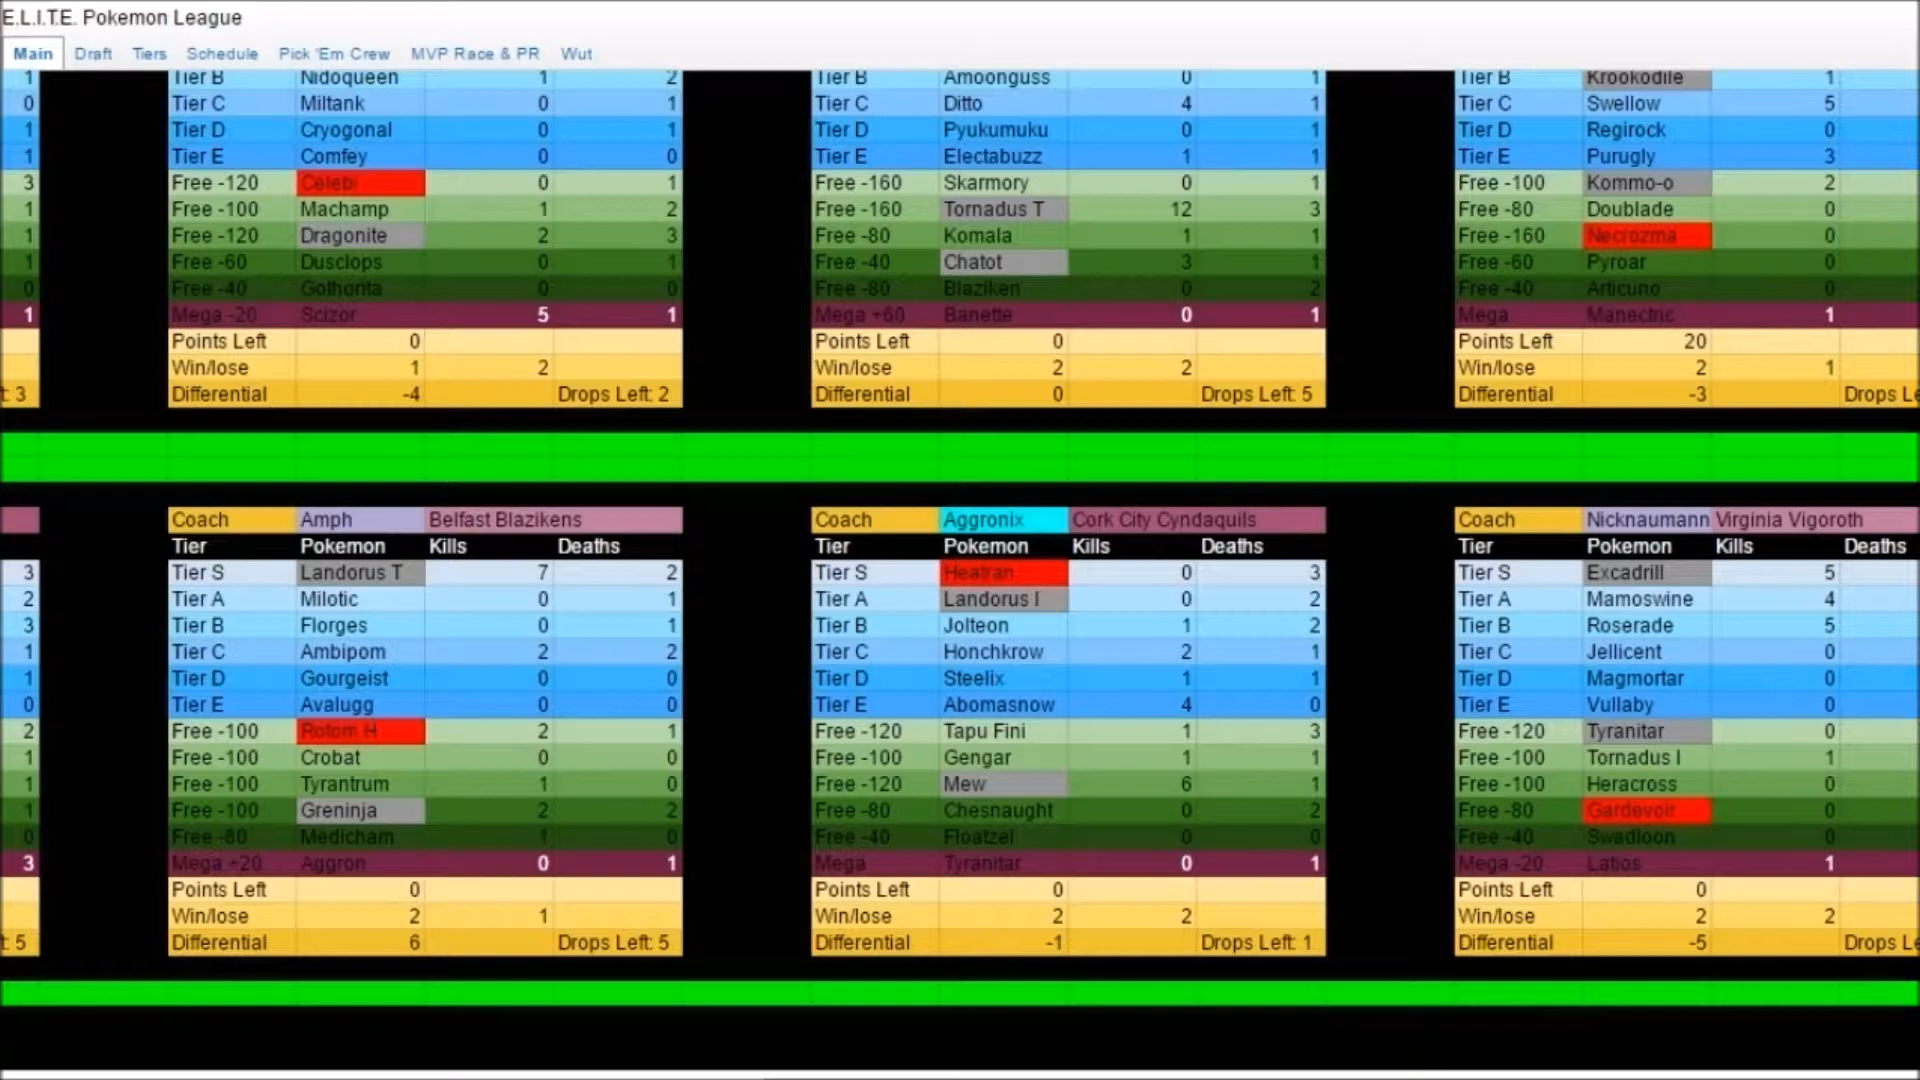 E.L.I.T.E. Pokemon League
Main Draft Tiers Schedule Pick 'Em Crew MVP Race & PR Wut
1 Tier B Nidoqueen 1 2 Tier B Amoonguss 0 1 Tier B Krookodile 1
0 Tier C Miltank 0 1 Tier C Ditto 4 1 Tier C Swellow 5
1 Tier D Cryogonal 0 1 Tier D Pyukumuku 0 1 Tier D Regirock 0
1 Tier E Comfey 0 0 Tier E Electabuzz 1 1 Tier E Purugly 3
3 Free -120 Celebi 0 1 Free -160 Skarmory 0 1 Free -100 Kommo-o 2
1 Free -100 Machamp 1 2 Free -160 Tornadus T 12 3 Free -80 Doublade 0
1 Free -120 Dragonite 2 3 Free -80 Komala 1 1 Free -160 Necrozma 0
1 Free -60 Dusclops 0 1 Free -40 Chatot 3 1 Free -60 Pyroar 0
0 Free -40 Gothorita 0 0 Free -80 Blaziken 0 2 Free -40 Articuno 0
1 Mega -20 Scizor 5 1 Mega +60 Banette 0 1 Mega Manectric 1
Points Left 0 Points Left 0 Points Left 20
Win/lose 1 2 Win/lose 2 2 Win/lose 2 1
t: 3 Differential -4 Drops Left: 2 Differential 0 Drops Left: 5 Differential -3 Drops Le
Coach Amph Belfast Blazikens Coach Aggronix Cork City Cyndaquils Coach Nicknaumann Virginia Vigoroth
Tier Pokemon Kills Deaths Tier Pokemon Kills Deaths Tier Pokemon Kills Deaths
3 Tier S Landorus T 7 2 Tier S Heatran 0 3 Tier S Excadrill 5
2 Tier A Milotic 0 1 Tier A Landorus I 0 2 Tier A Mamoswine 4
3 Tier B Florges 0 1 Tier B Jolteon 1 2 Tier B Roserade 5
1 Tier C Ambipom 2 2 Tier C Honchkrow 2 1 Tier C Jellicent 0
1 Tier D Gourgeist 0 0 Tier D Steelix 1 1 Tier D Magmortar 0
0 Tier E Avalugg 0 0 Tier E Abomasnow 4 0 Tier E Vullaby 0
2 Free -100 Rotom H 2 1 Free -120 Tapu Fini 1 3 Free -120 Tyranitar 0
1 Free -100 Crobat 0 0 Free -100 Gengar 1 1 Free -100 Tornadus I 1
1 Free -100 Tyrantrum 1 0 Free -120 Mew 6 1 Free -100 Heracross 0
1 Free -100 Greninja 2 2 Free -80 Chesnaught 0 2 Free -80 Gardevoir 0
0 Free -80 Medicham 1 0 Free -40 Floatzel 0 0 Free -40 Swadloon 0
3 Mega +20 Aggron 0 1 Mega Tyranitar 0 1 Mega -20 Latios 1
Points Left 0 Points Left 0 Points Left 0
Win/lose 2 1 Win/lose 2 2 Win/lose 2 2
t: 5 Differential 6 Drops Left: 5 Differential -1 Drops Left: 1 Differential -5 Drops Le